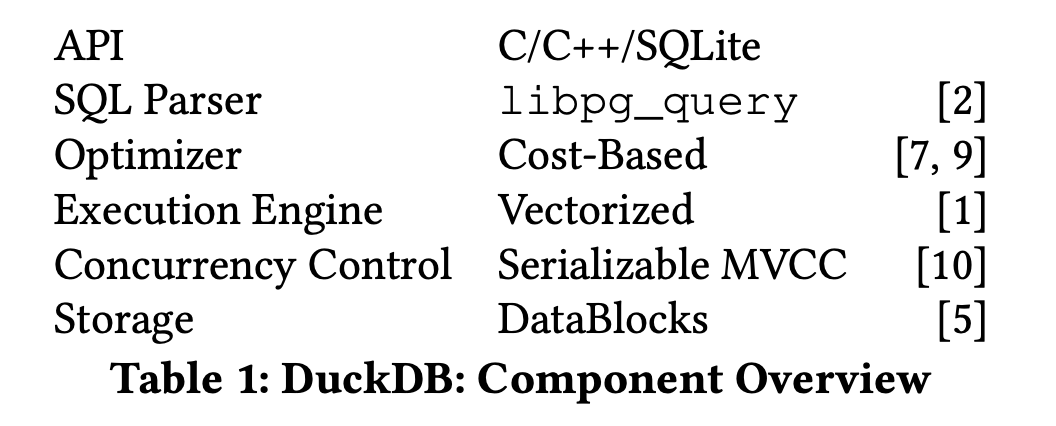 API C/C++/SQLite
SQL Parser libpg_query [2]
Optimizer Cost-Based [7, 9]
Execution Engine Vectorized [1]
Concurrency Control Serializable MVCC [10]
Storage DataBlocks [5]
Table 1: DuckDB: Component Overview